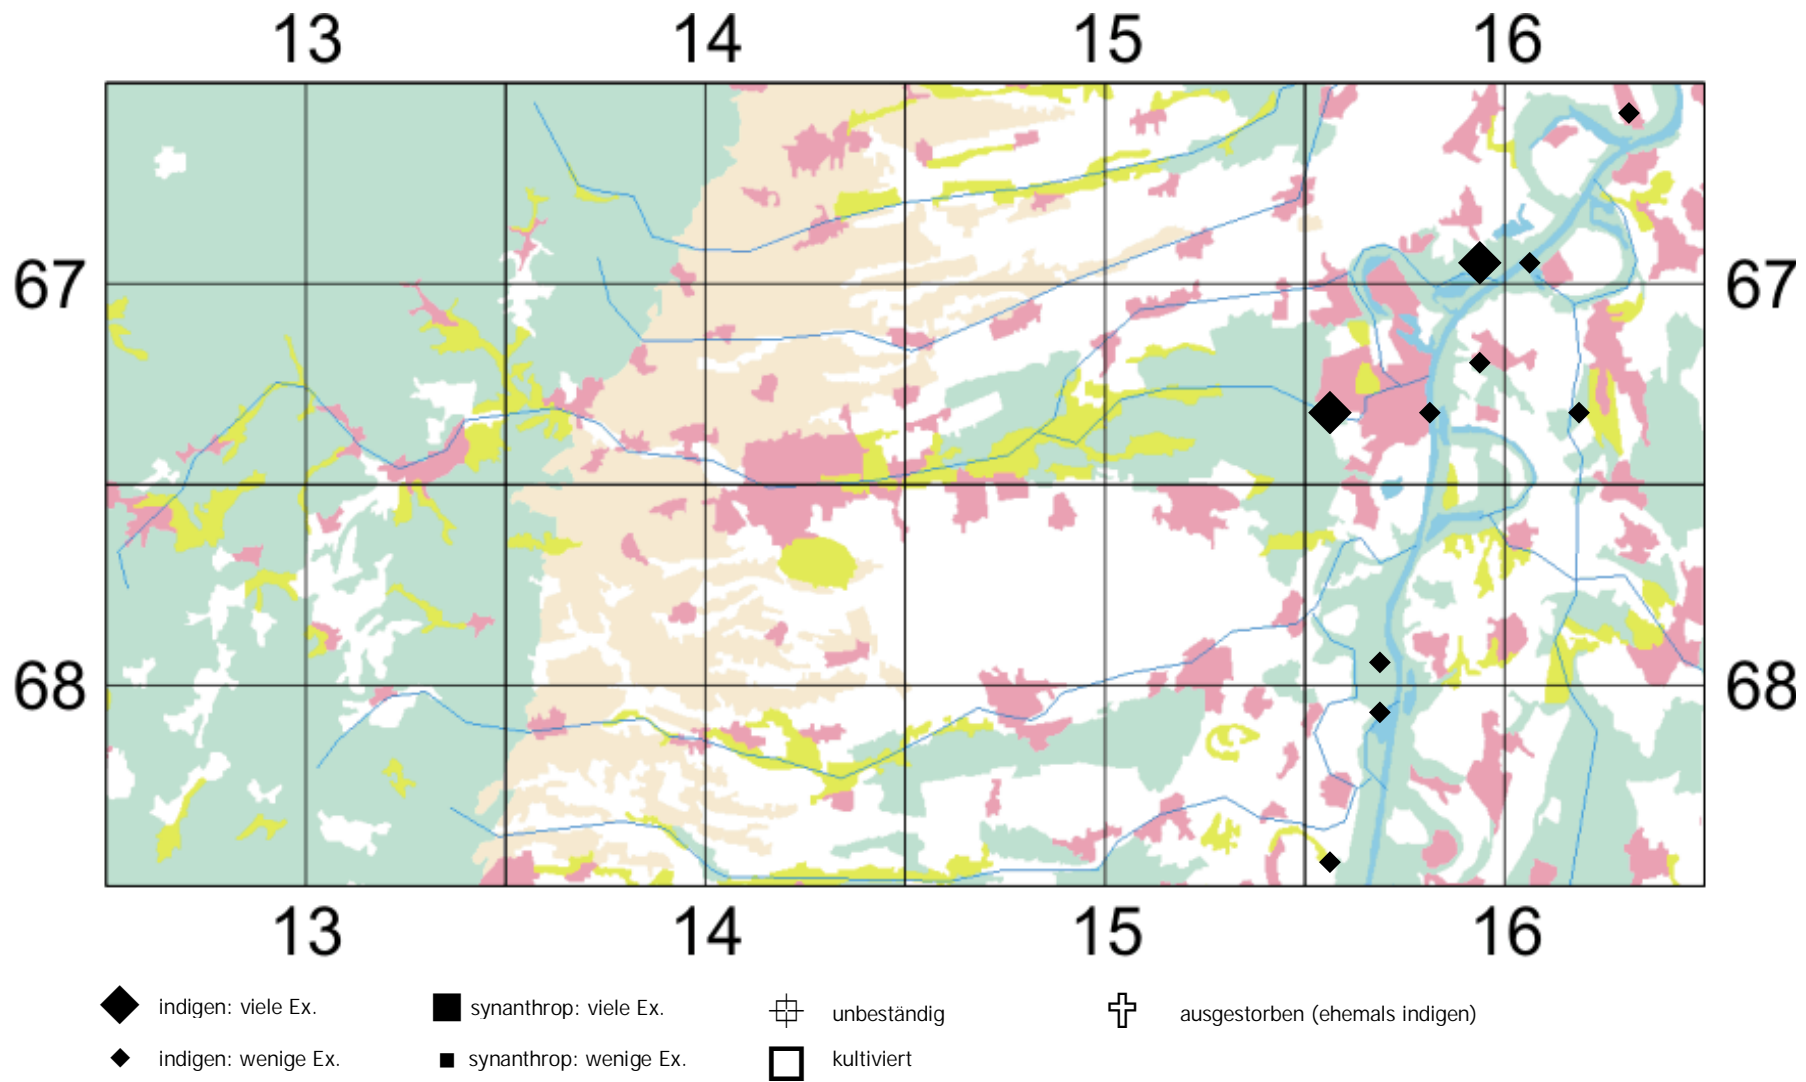 13 14 15 16
67 67
68 68
13 14 15 16
indigen: viele Ex. synanthrop: viele Ex. unbeständig ausgestorben (ehemals indigen)
indigen: wenige Ex. synanthrop: wenige Ex. kultiviert